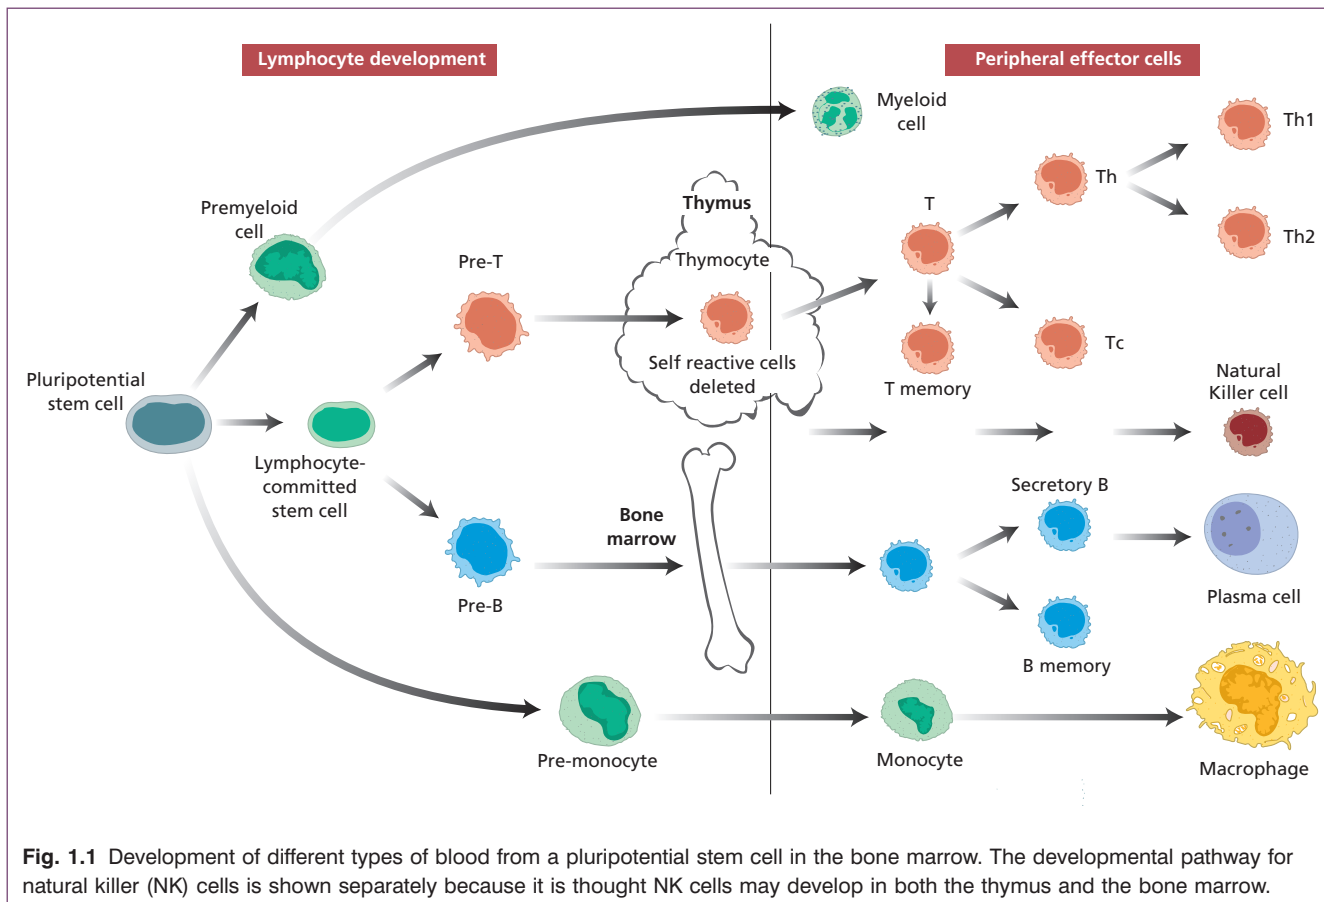 Lymphocyte development
Peripheral effector cells
Myeloid
cell
Th1
Premyeloid
cell
Thymus
T
Th
Th2
Pre-T
Thymocyte
Self reactive cells
deleted
T memory
Tc
Pluripotential
stem cell
Natural
Killer cell
Lymphocyte-
committed
stem cell
Bone
marrow
Secretory B
Pre-B
Plasma cell
B memory
Pre-monocyte
Monocyte
Macrophage
Fig. 1.1 Development of different types of blood from a pluripotential stem cell in the bone marrow. The developmental pathway for
natural killer (NK) cells is shown separately because it is thought NK cells may develop in both the thymus and the bone marrow.